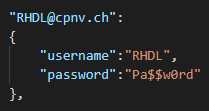 "RHDL@cpnv.ch":
{
    "username":"RHDL",
    "password":"Pa$$w0rd"
},